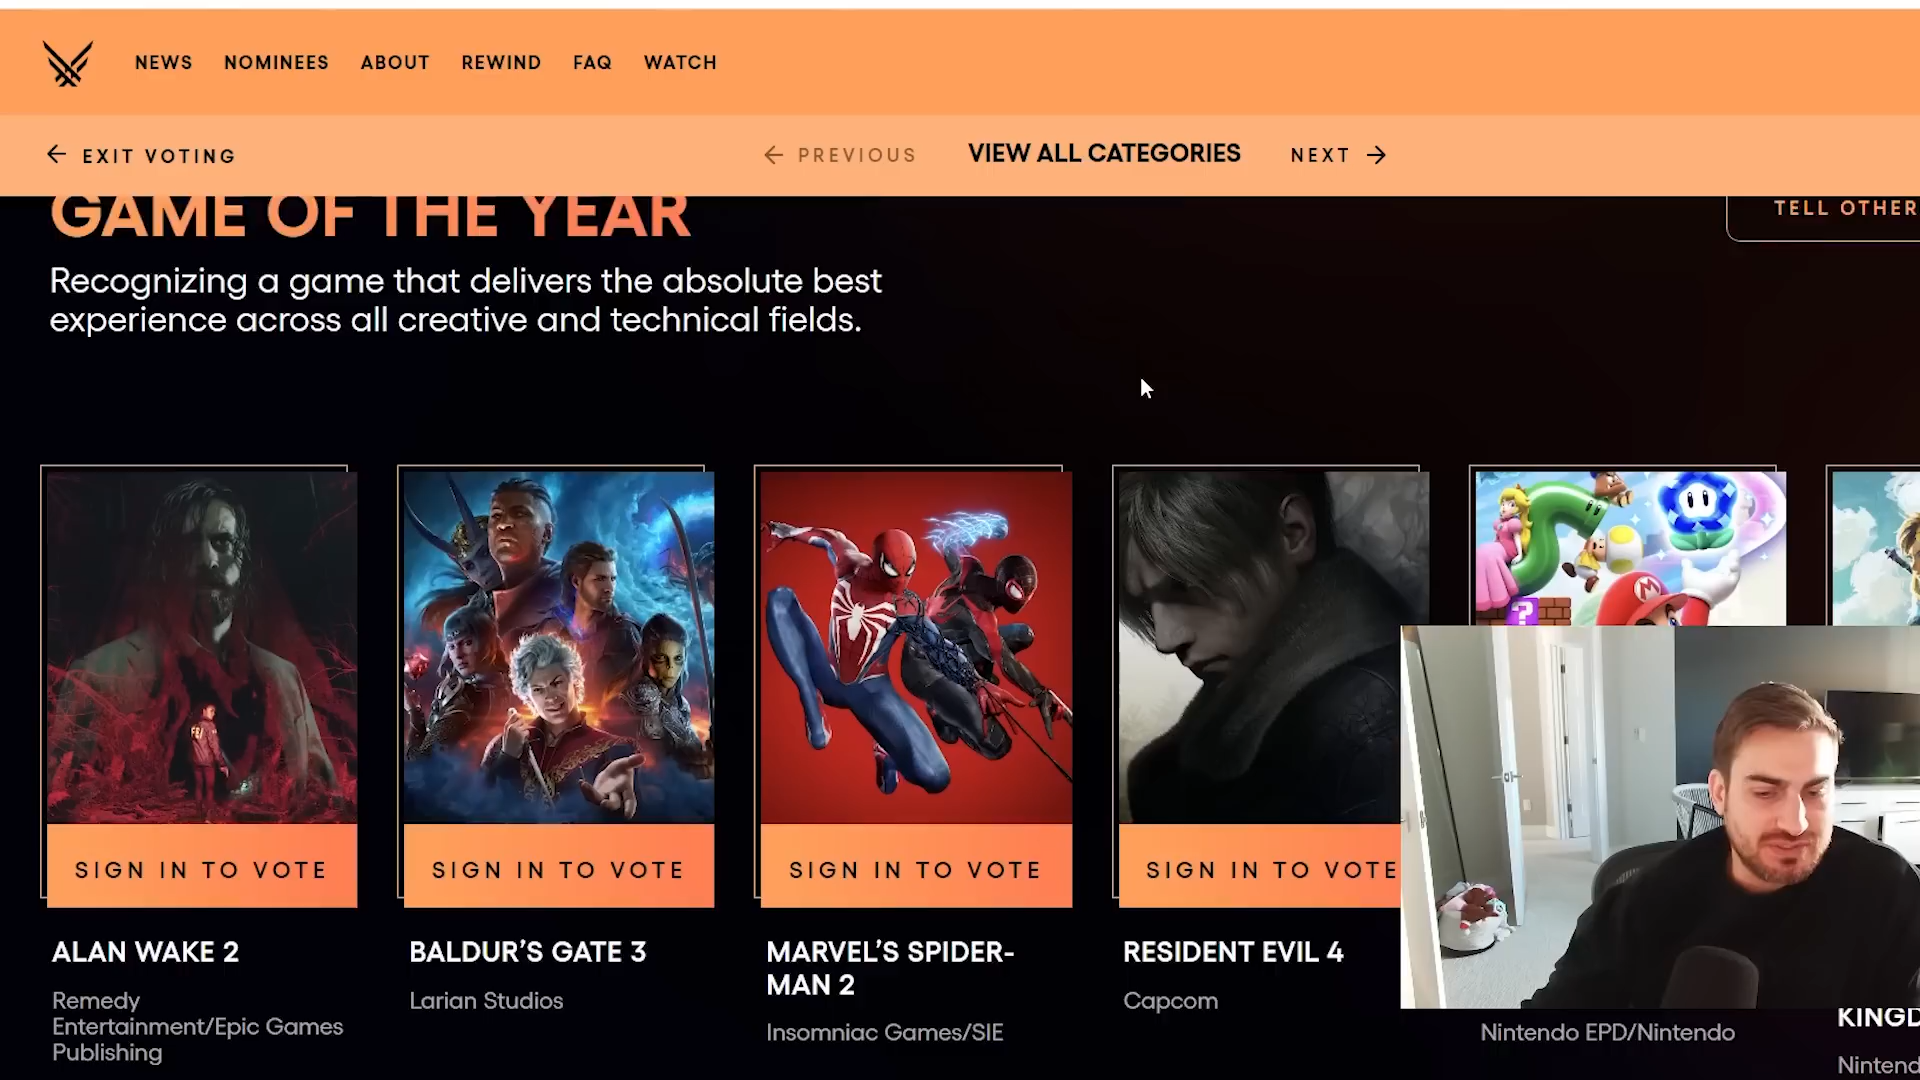 NEWS NOMINEES ABOUT REWIND FAQ WATCH
← EXIT VOTING
← PREVIOUS VIEW ALL CATEGORIES NEXT →
GAME OF THE YEAR
TELL OTHER
Recognizing a game that delivers the absolute best
experience across all creative and technical fields.
SIGN IN TO VOTE
SIGN IN TO VOTE
SIGN IN TO VOTE
SIGN IN TO VOTE
ALAN WAKE 2
Remedy
Entertainment/Epic Games
Publishing
BALDUR’S GATE 3
Larian Studios
MARVEL’S SPIDER-
MAN 2
Insomniac Games/SIE
RESIDENT EVIL 4
Capcom
Nintendo EPD/Nintendo
KINGD
Nintend